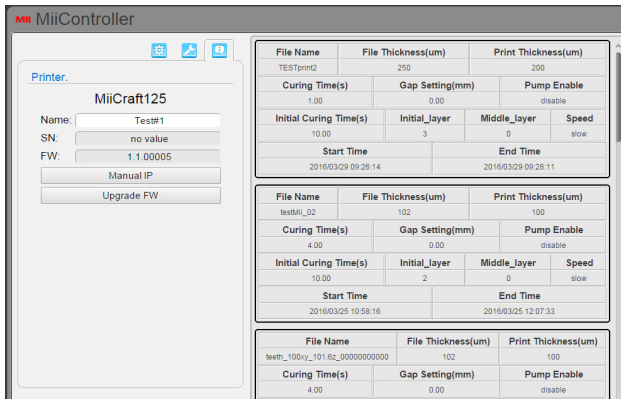 Mii MiiController
Printer.
MiiCraft125
Name: Test#1
SN: no value
FW: 1.1.00005
Manual IP
Upgrade FW
File Name File Thickness(um) Print Thickness(um)
TESTprint2 250 200
Curing Time(s) Gap Setting(mm) Pump Enable
1.00 0.00 disable
Initial Curing Time(s) Initial_layer Middle_layer Speed
10.00 3 0 slow
Start Time End Time
2016/03/29 09:26:14 2016/03/29 09:28:11
File Name File Thickness(um) Print Thickness(um)
testMii_02 102 100
Curing Time(s) Gap Setting(mm) Pump Enable
4.00 0.00 disable
Initial Curing Time(s) Initial_layer Middle_layer Speed
10.00 2 0 slow
Start Time End Time
2016/03/25 10:58:16 2016/03/25 12:07:33
File Name File Thickness(um) Print Thickness(um)
teeth_100xy_101.6z_00000000000 102 100
Curing Time(s) Gap Setting(mm) Pump Enable
4.00 0.00 disable